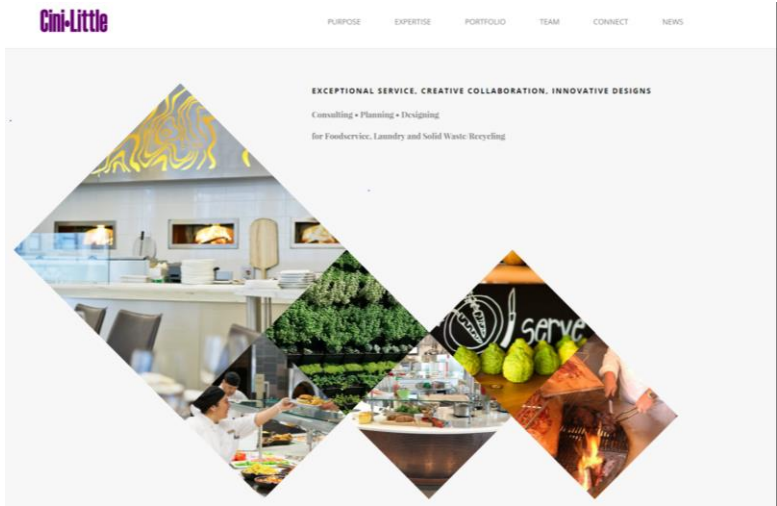 Cini•Little
PURPOSE EXPERTISE PORTFOLIO TEAM CONNECT NEWS
EXCEPTIONAL SERVICE, CREATIVE COLLABORATION, INNOVATIVE DESIGNS
Consulting • Planning • Designing
for Foodservice, Laundry and Solid Waste/Recycling
serve